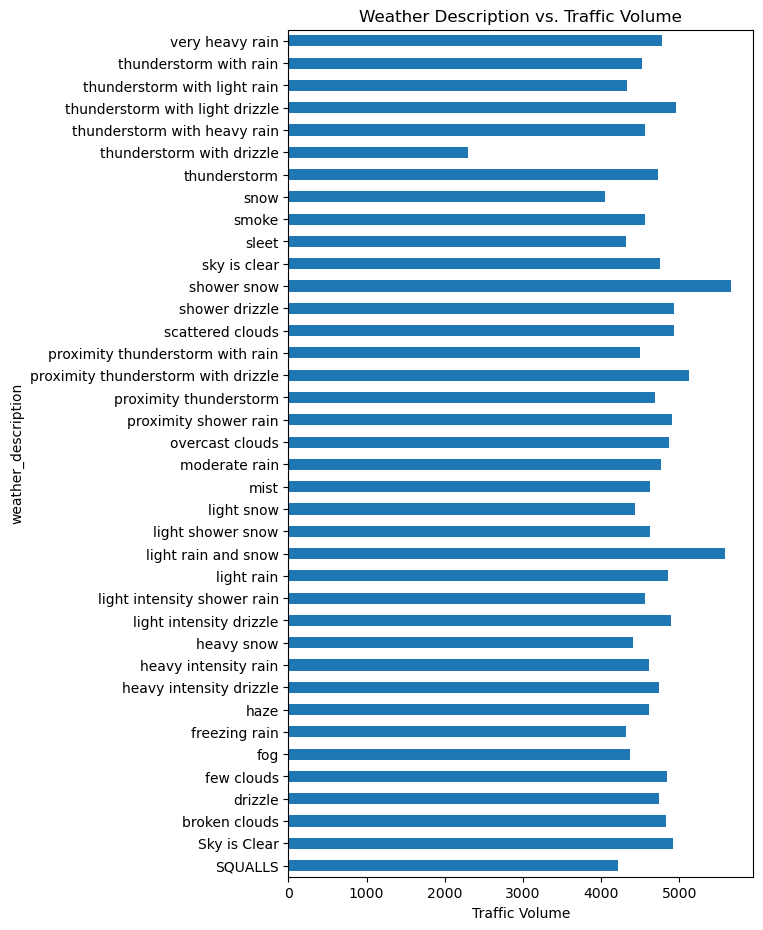 Weather Description vs. Traffic Volume
very heavy rain
thunderstorm with rain
thunderstorm with light rain
thunderstorm with light drizzle
thunderstorm with heavy rain
thunderstorm with drizzle
thunderstorm
snow
smoke
sleet
sky is clear
shower snow
shower drizzle
scattered clouds
proximity thunderstorm with rain
proximity thunderstorm with drizzle
proximity thunderstorm
proximity shower rain
overcast clouds
moderate rain
mist
light snow
light shower snow
light rain and snow
light rain
light intensity shower rain
light intensity drizzle
heavy snow
heavy intensity rain
heavy intensity drizzle
haze
freezing rain
fog
few clouds
drizzle
broken clouds
Sky is Clear
SQUALLS
weather_description
0 1000 2000 3000 4000 5000
Traffic Volume